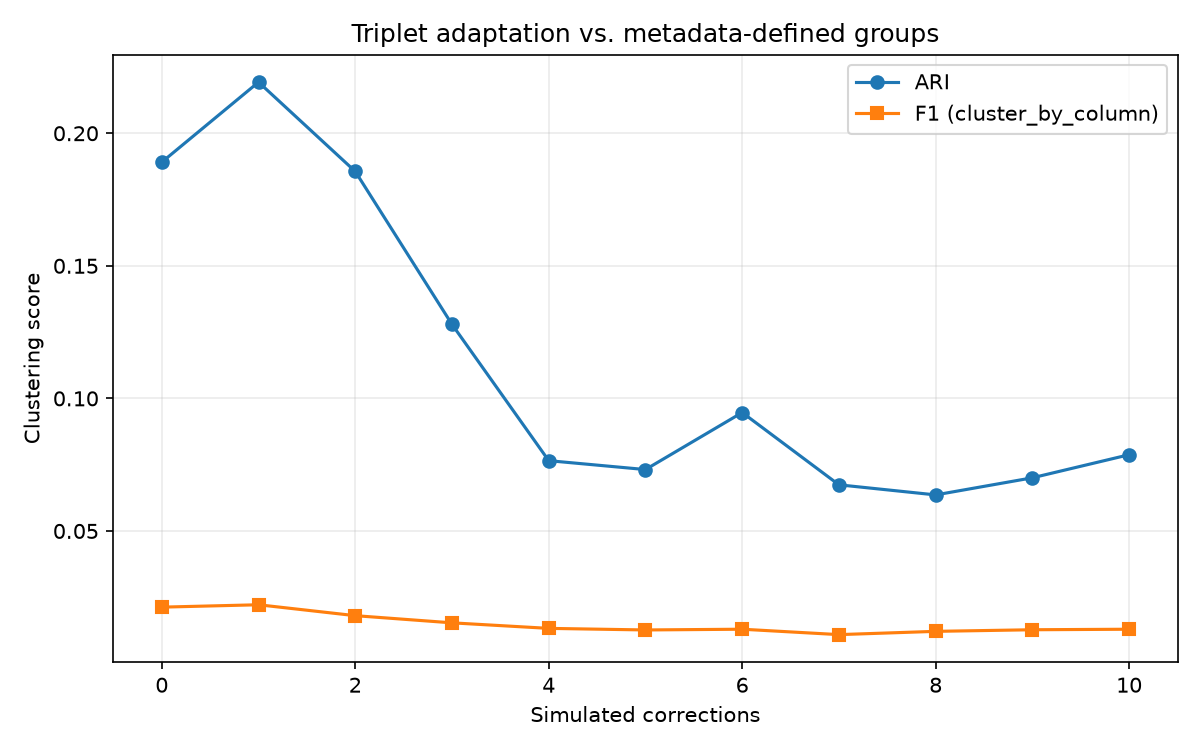 Triplet adaptation vs. metadata-defined groups
ARI
F1 (cluster_by_column)
Clustering score
0.20
0.15
0.10
0.05
0 2 4 6 8 10
Simulated corrections